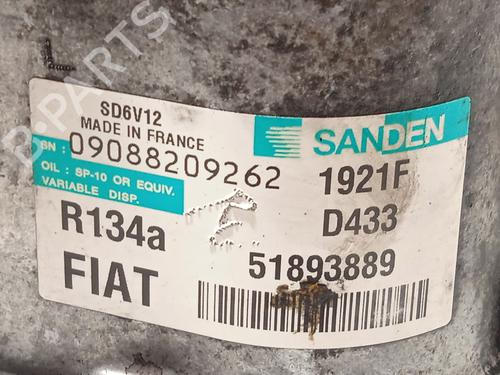 B-PARTS
SD6V12
MADE IN FRANCE
SN : 09088209262
OIL : SP-10 OR EQUIV.
VARIABLE DISP.
R134a
FIAT
SANDEN
1921F
D433
51893889